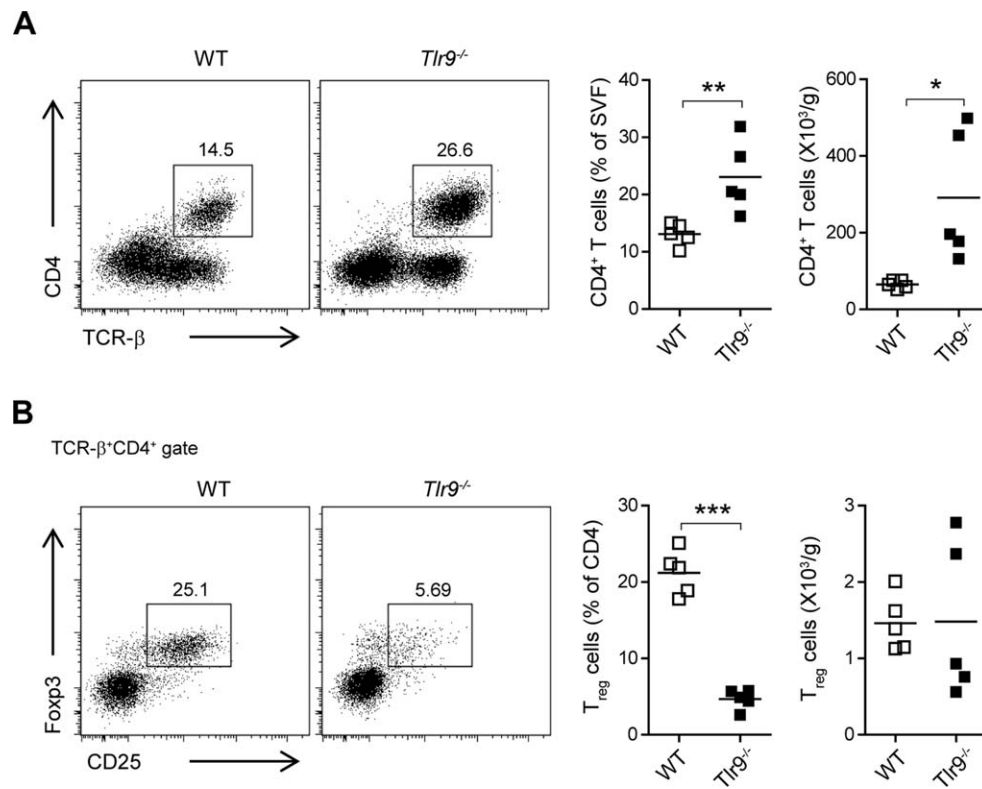 A
WT
Tlr9-/-
14.5
26.6
CD4
TCR-β
CD4+ T cells (% of SVF)
40
30
20
10
0
**
WT
Tlr9-/-
CD4+ T cells (X10³/g)
600
400
200
0
*
WT
Tlr9-/-
B
TCR-β+CD4+ gate
WT
Tlr9-/-
25.1
5.69
Foxp3
CD25
Treg cells (% of CD4)
30
20
10
0
***
WT
Tlr9-/-
Treg cells (X10³/g)
3
2
1
0
WT
Tlr9-/-